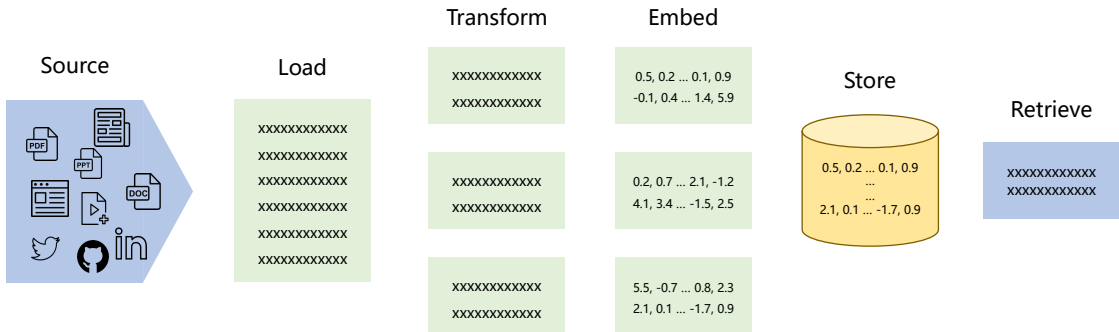 Source
PDF
PPT
DOC
in
Load
xxxxxxxxxxxx
xxxxxxxxxxxx
xxxxxxxxxxxx
xxxxxxxxxxxx
xxxxxxxxxxxx
xxxxxxxxxxxx
Transform
xxxxxxxxxxxx
xxxxxxxxxxxx
xxxxxxxxxxxx
xxxxxxxxxxxx
xxxxxxxxxxxx
xxxxxxxxxxxx
Embed
0.5, 0.2 ... 0.1, 0.9
-0.1, 0.4 ... 1.4, 5.9
0.2, 0.7 ... 2.1, -1.2
4.1, 3.4 ... -1.5, 2.5
5.5, -0.7 ... 0.8, 2.3
2.1, 0.1 ... -1.7, 0.9
Store
0.5, 0.2 ... 0.1, 0.9
...
...
2.1, 0.1 ... -1.7, 0.9
Retrieve
xxxxxxxxxxxx
xxxxxxxxxxxx